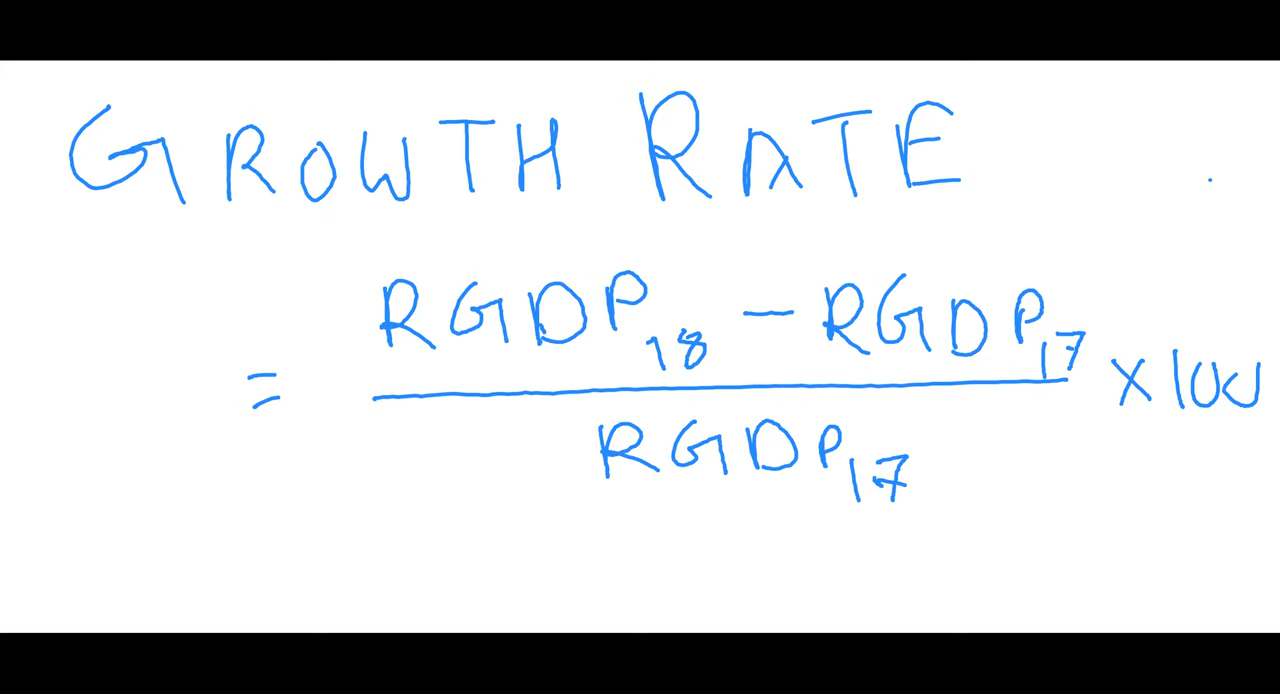 GROWTH RATE
= RGDP₁₈ - RGDP₁₇ / RGDP₁₇ × 100